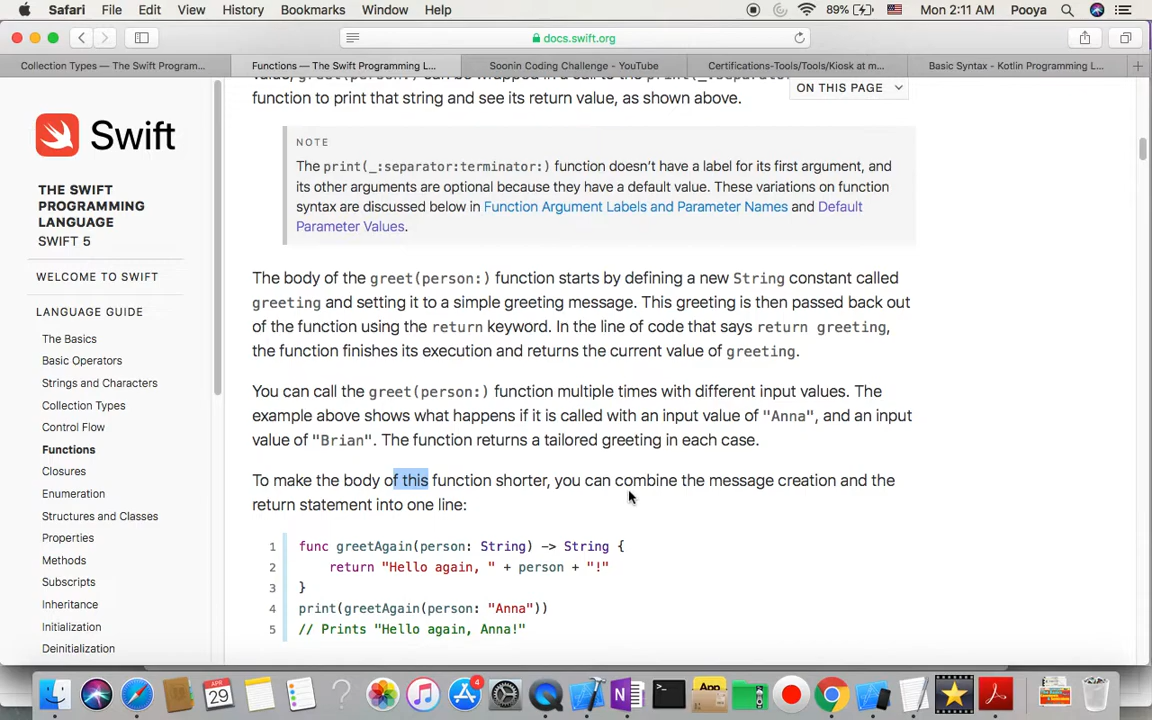 Safari File Edit View History Bookmarks Window Help 89% Mon 2:11 AM Pooya
docs.swift.org
Collection Types — The Swift Program... Functions — The Swift Programming L... Soonin Coding Challenge - YouTube Certifications-Tools/Tools/Kiosk at m... Basic Syntax - Kotlin Programming L...
ON THIS PAGE
function to print that string and see its return value, as shown above.
NOTE
The print(_:separator:terminator:) function doesn't have a label for its first argument, and
its other arguments are optional because they have a default value. These variations on function
syntax are discussed below in Function Argument Labels and Parameter Names and Default
Parameter Values.
The body of the greet(person:) function starts by defining a new String constant called
greeting and setting it to a simple greeting message. This greeting is then passed back out
of the function using the return keyword. In the line of code that says return greeting,
the function finishes its execution and returns the current value of greeting.
You can call the greet(person:) function multiple times with different input values. The
example above shows what happens if it is called with an input value of "Anna", and an input
value of "Brian". The function returns a tailored greeting in each case.
To make the body of this function shorter, you can combine the message creation and the
return statement into one line:
1 func greetAgain(person: String) -> String {
2 return "Hello again, " + person + "!"
3 }
4 print(greetAgain(person: "Anna"))
5 // Prints "Hello again, Anna!"
Swift
THE SWIFT
PROGRAMMING
LANGUAGE
SWIFT 5
WELCOME TO SWIFT
LANGUAGE GUIDE
The Basics
Basic Operators
Strings and Characters
Collection Types
Control Flow
Functions
Closures
Enumeration
Structures and Classes
Properties
Methods
Subscripts
Inheritance
Initialization
Deinitialization
APR
29
4
App